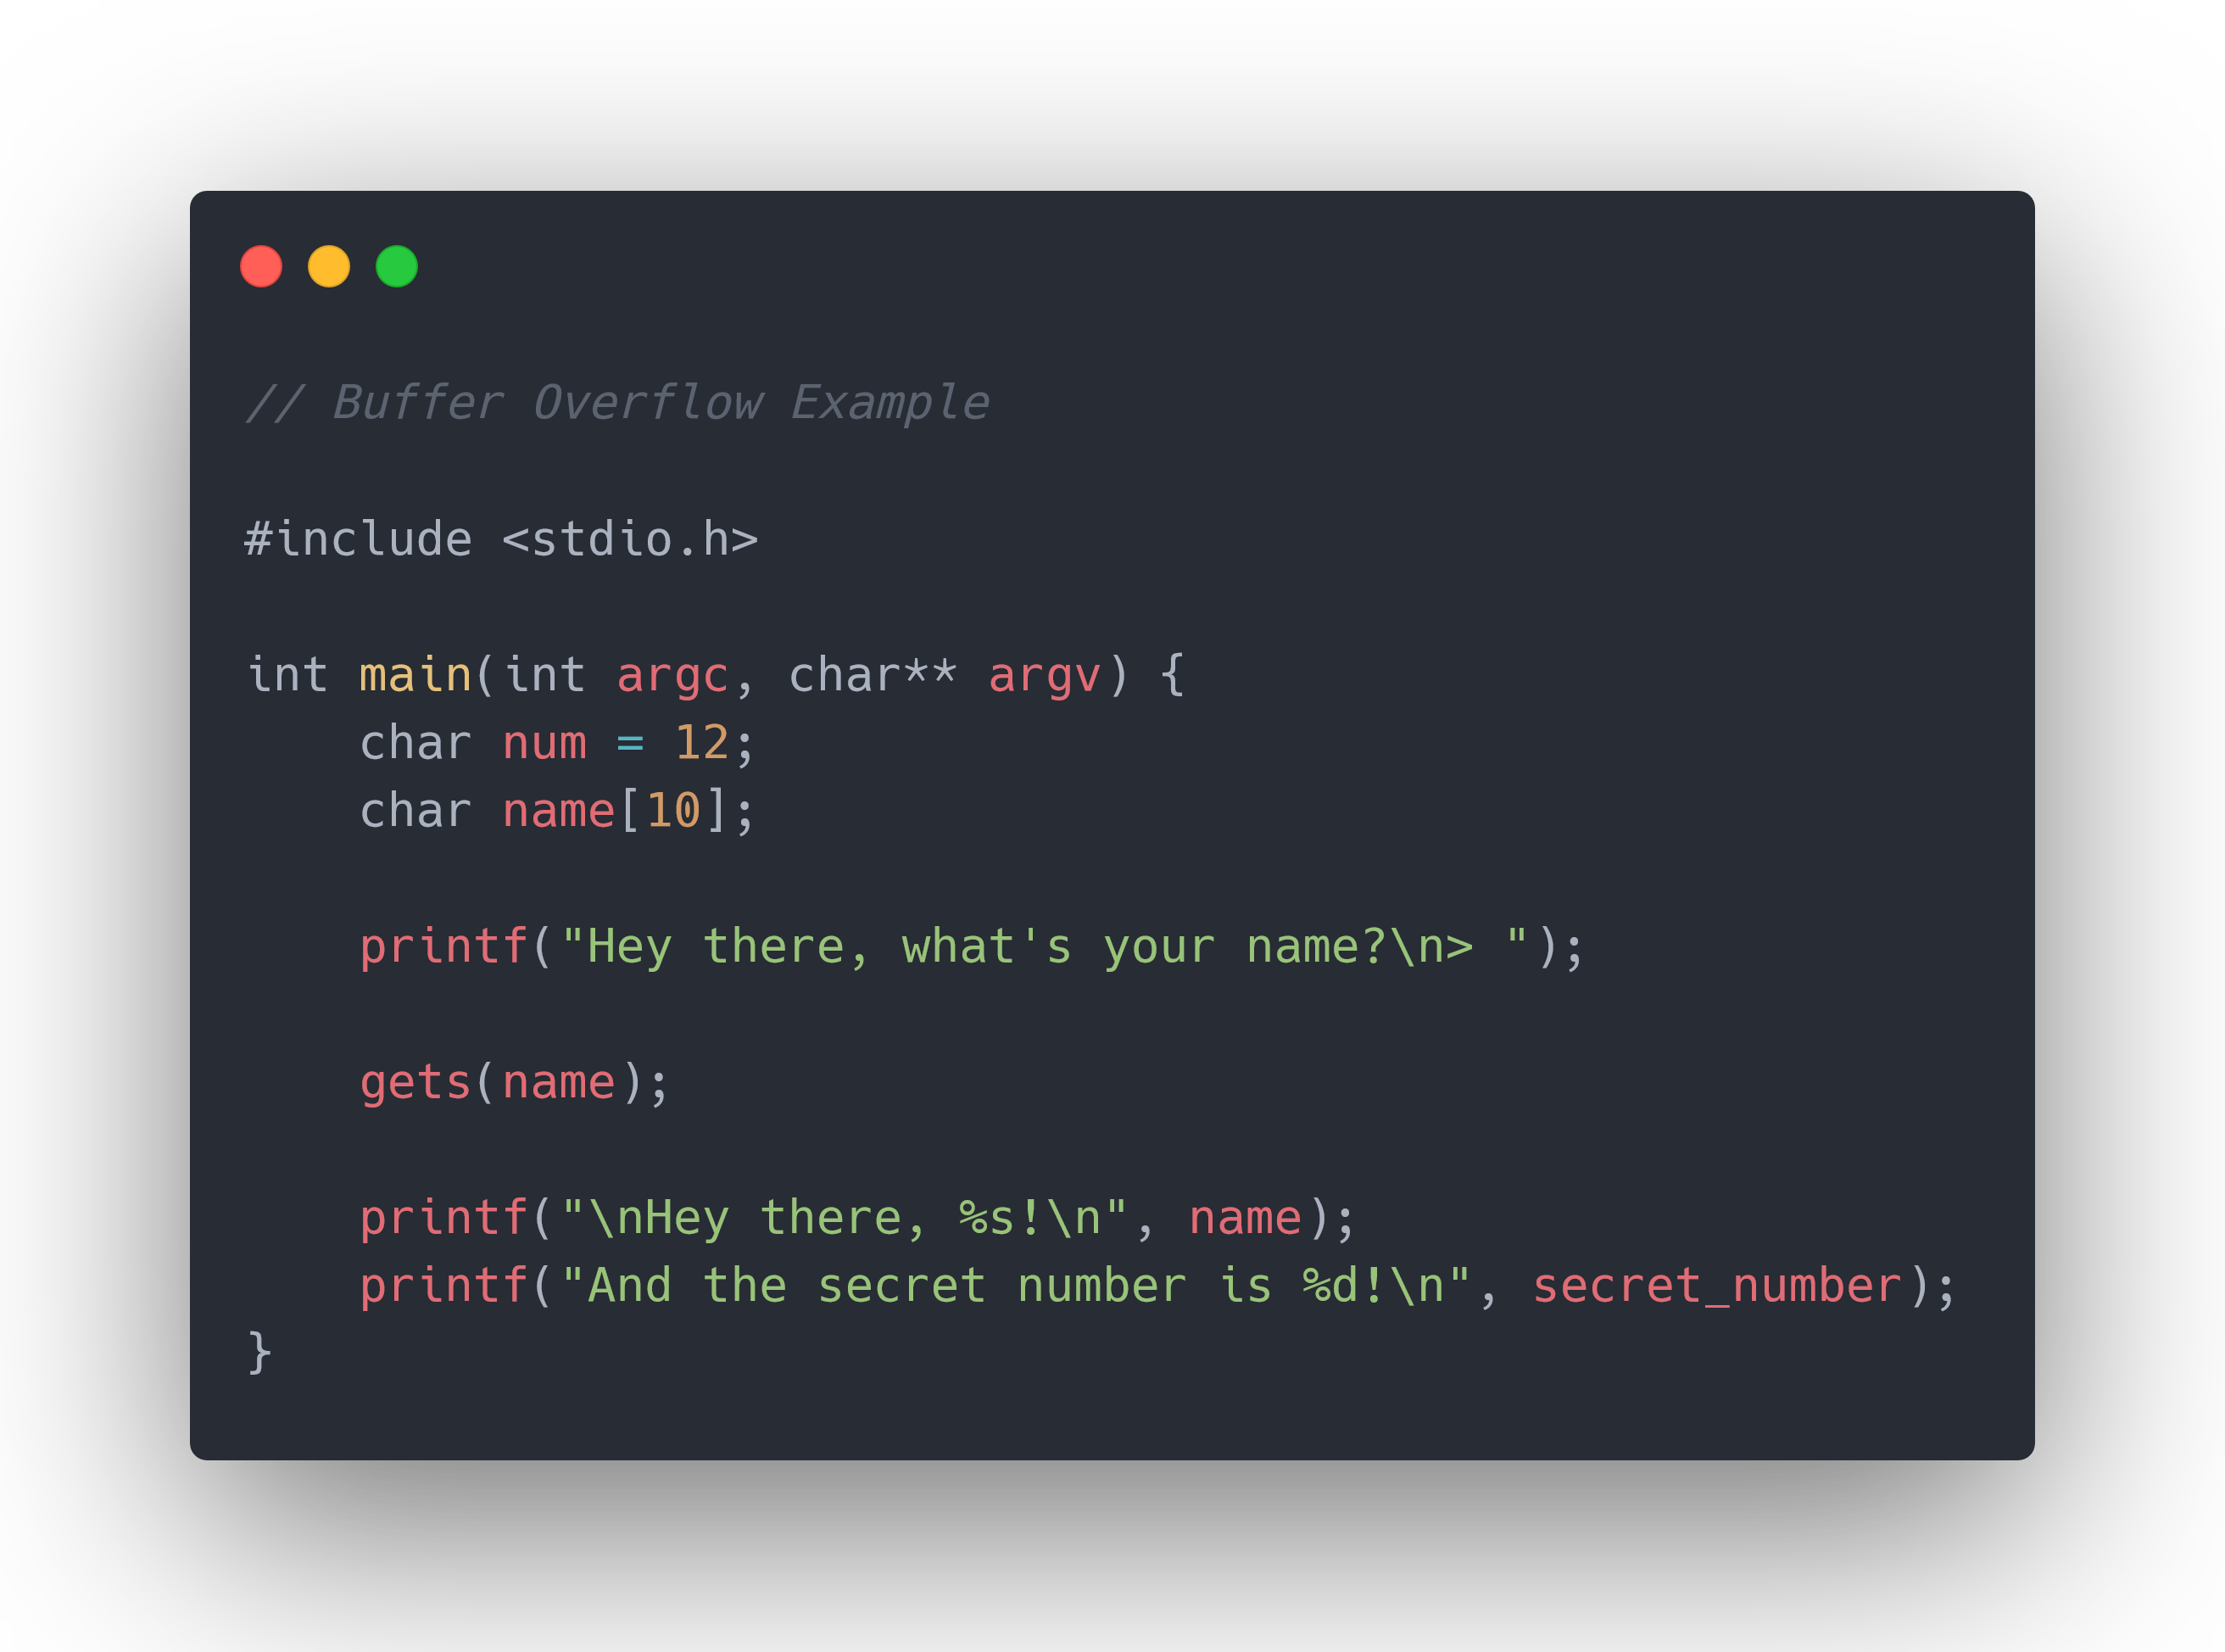 // Buffer Overflow Example
#include <stdio.h>
int main(int argc, char** argv) {
    char num = 12;
    char name[10];
    printf("Hey there, what's your name?\n> ");
    gets(name);
    printf("\nHey there, %s!\n", name);
    printf("And the secret number is %d!\n", secret_number);
}